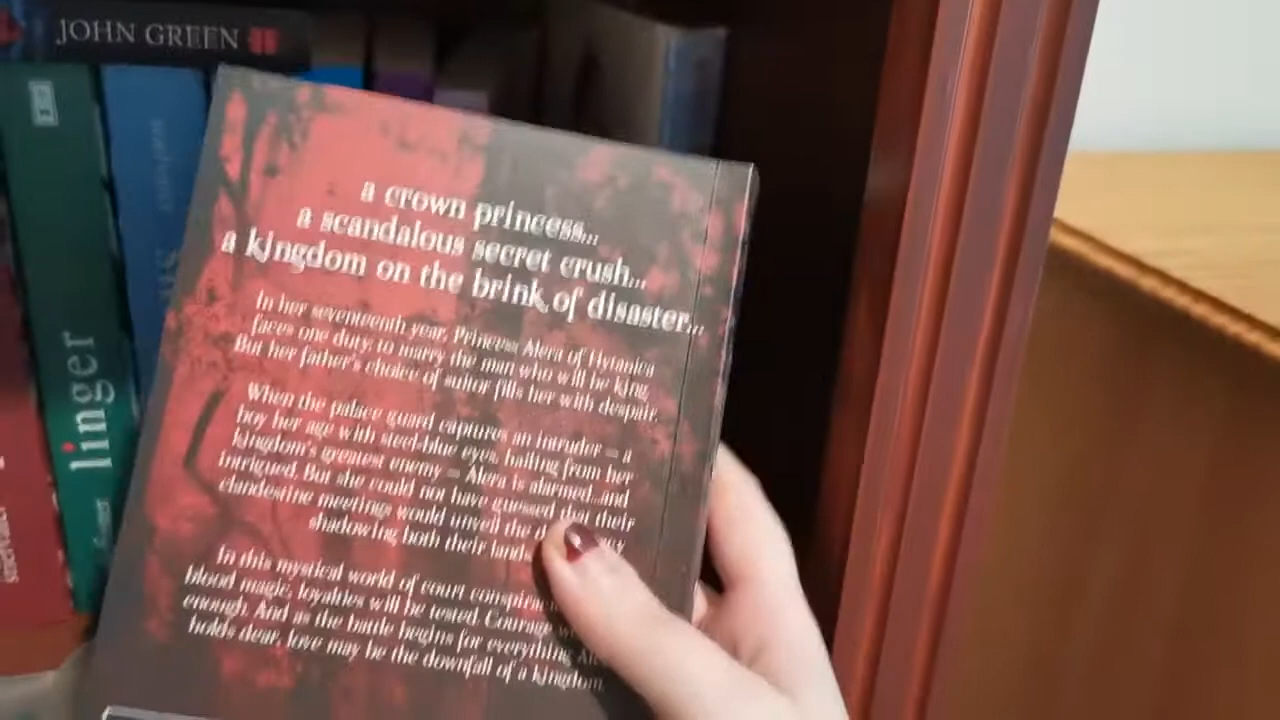 JOHN GREEN
linger
a crown princess...
a scandalous secret crush...
a kingdom on the brink of disaster...
In her seventeenth year, Princess Alera of Hytanica
faces one duty: to marry the man who will be king.
But her father's choice of suitor fills her with despair.
When the palace guard captures an intruder – a
boy her age with steel-blue eyes, hailing from her
kingdom's greatest enemy – Alera is alarmed...and
intrigued. But she could not have guessed that their
clandestine meetings would unveil the
shadowing both their lands
In this mystical world of court
blood magic, loyalties will be tested. Courage
enough. And as the battle begins for everything
holds dear, love may be the downfall of a kingdom.